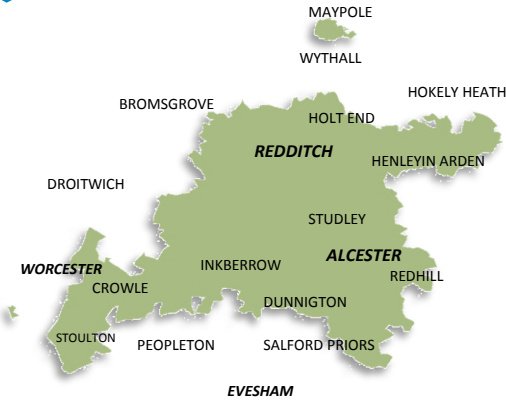 MAYPOLE
WYTHALL
HOKELY HEATH
BROMSGROVE
HOLT END
REDDITCH
HENLEYIN ARDEN
DROITWICH
STUDLEY
ALCESTER
WORCESTER
INKBERROW
REDHILL
CROWLE
DUNNIGTON
STOULTON
PEOPLETON
SALFORD PRIORS
EVESHAM